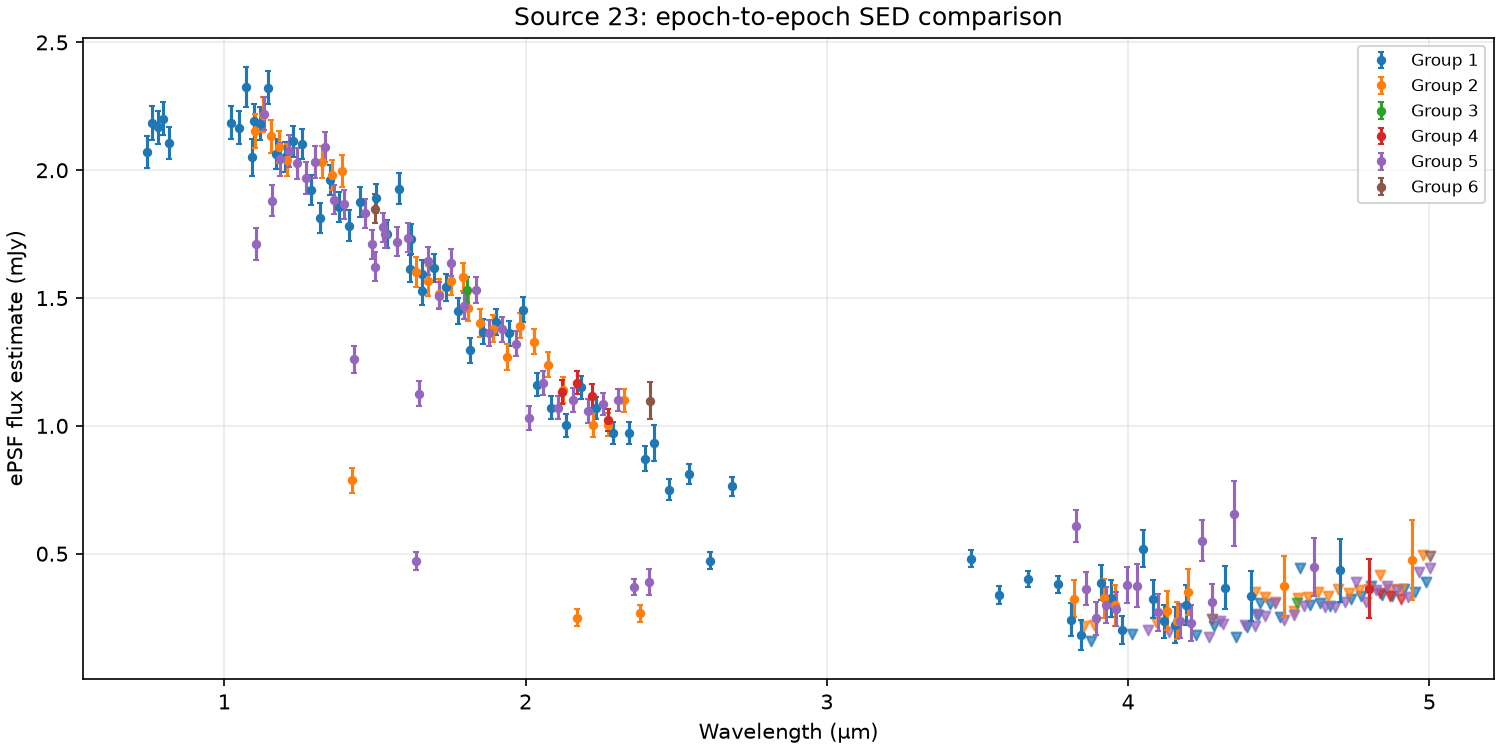 Source 23: epoch-to-epoch SED comparison
ePSF flux estimate (mJy)
2.5
2.0
1.5
1.0
0.5
1 2 3 4 5
Wavelength (µm)
Group 1
Group 2
Group 3
Group 4
Group 5
Group 6